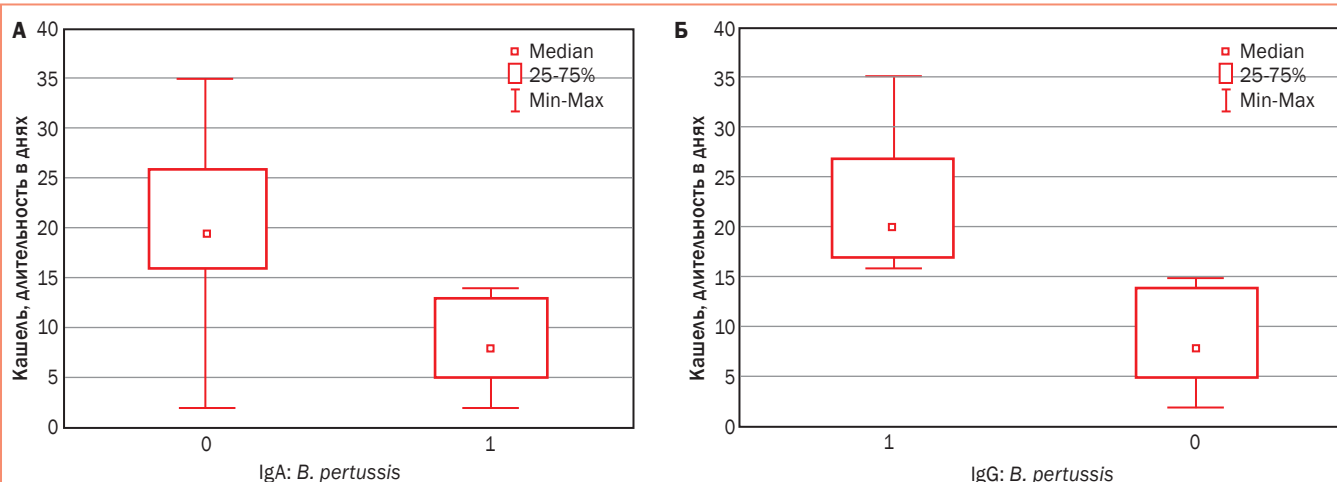 А
Кашель, длительность в днях
40
35
30
25
20
15
10
5
0
Median
25-75%
Min-Max
0 1
IgA: B. pertussis
Б
Кашель, длительность в днях
40
35
30
25
20
15
10
5
0
Median
25-75%
Min-Max
1 0
IgG: B. pertussis